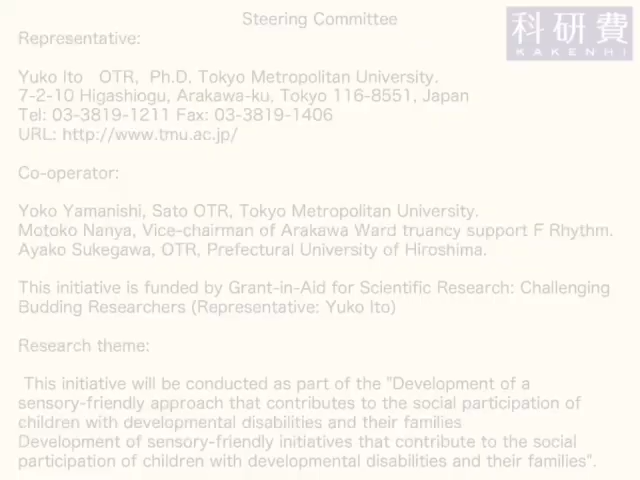 Steering Committee
科研費
KAKENHI
Representative:
Yuko Ito OTR, Ph.D. Tokyo Metropolitan University.
7-2-10 Higashiogu, Arakawa-ku, Tokyo 116-8551, Japan
Tel: 03-3819-1211 Fax: 03-3819-1406
URL: http://www.tmu.ac.jp/
Co-operator:
Yoko Yamanishi, Sato OTR, Tokyo Metropolitan University.
Motoko Nanya, Vice-chairman of Arakawa Ward truancy support F Rhythm.
Ayako Sukegawa, OTR, Prefectural University of Hiroshima.
This initiative is funded by Grant-in-Aid for Scientific Research: Challenging
Budding Researchers (Representative: Yuko Ito)
Research theme:
This initiative will be conducted as part of the "Development of a
sensory-friendly approach that contributes to the social participation of
children with developmental disabilities and their families
Development of sensory-friendly initiatives that contribute to the social
participation of children with developmental disabilities and their families".